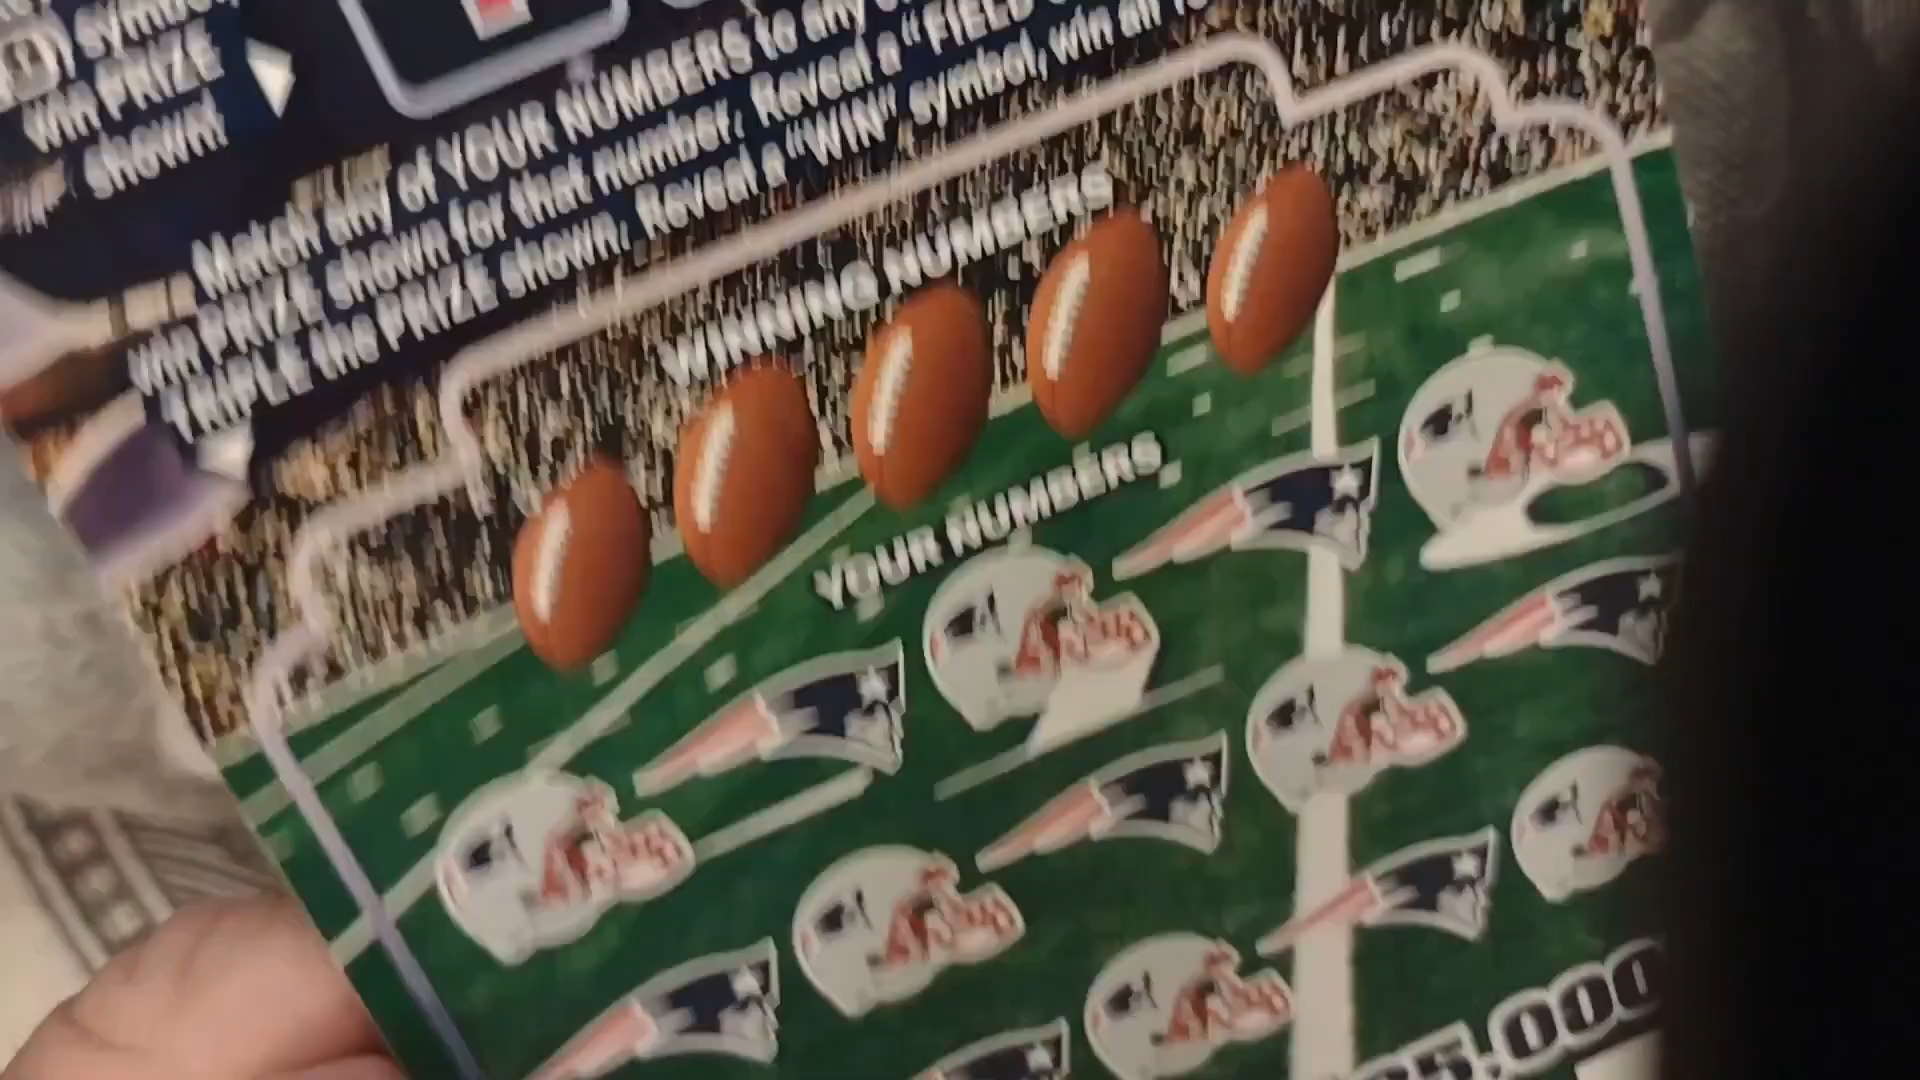 symbol,
win PRIZE
shown!
Match any of YOUR NUMBERS to any
win PRIZE shown for that number. Reveal a "FIELD
TRIPLE the PRIZE shown. Reveal a "WIN" symbol, win all
WINNING NUMBERS
YOUR NUMBERS